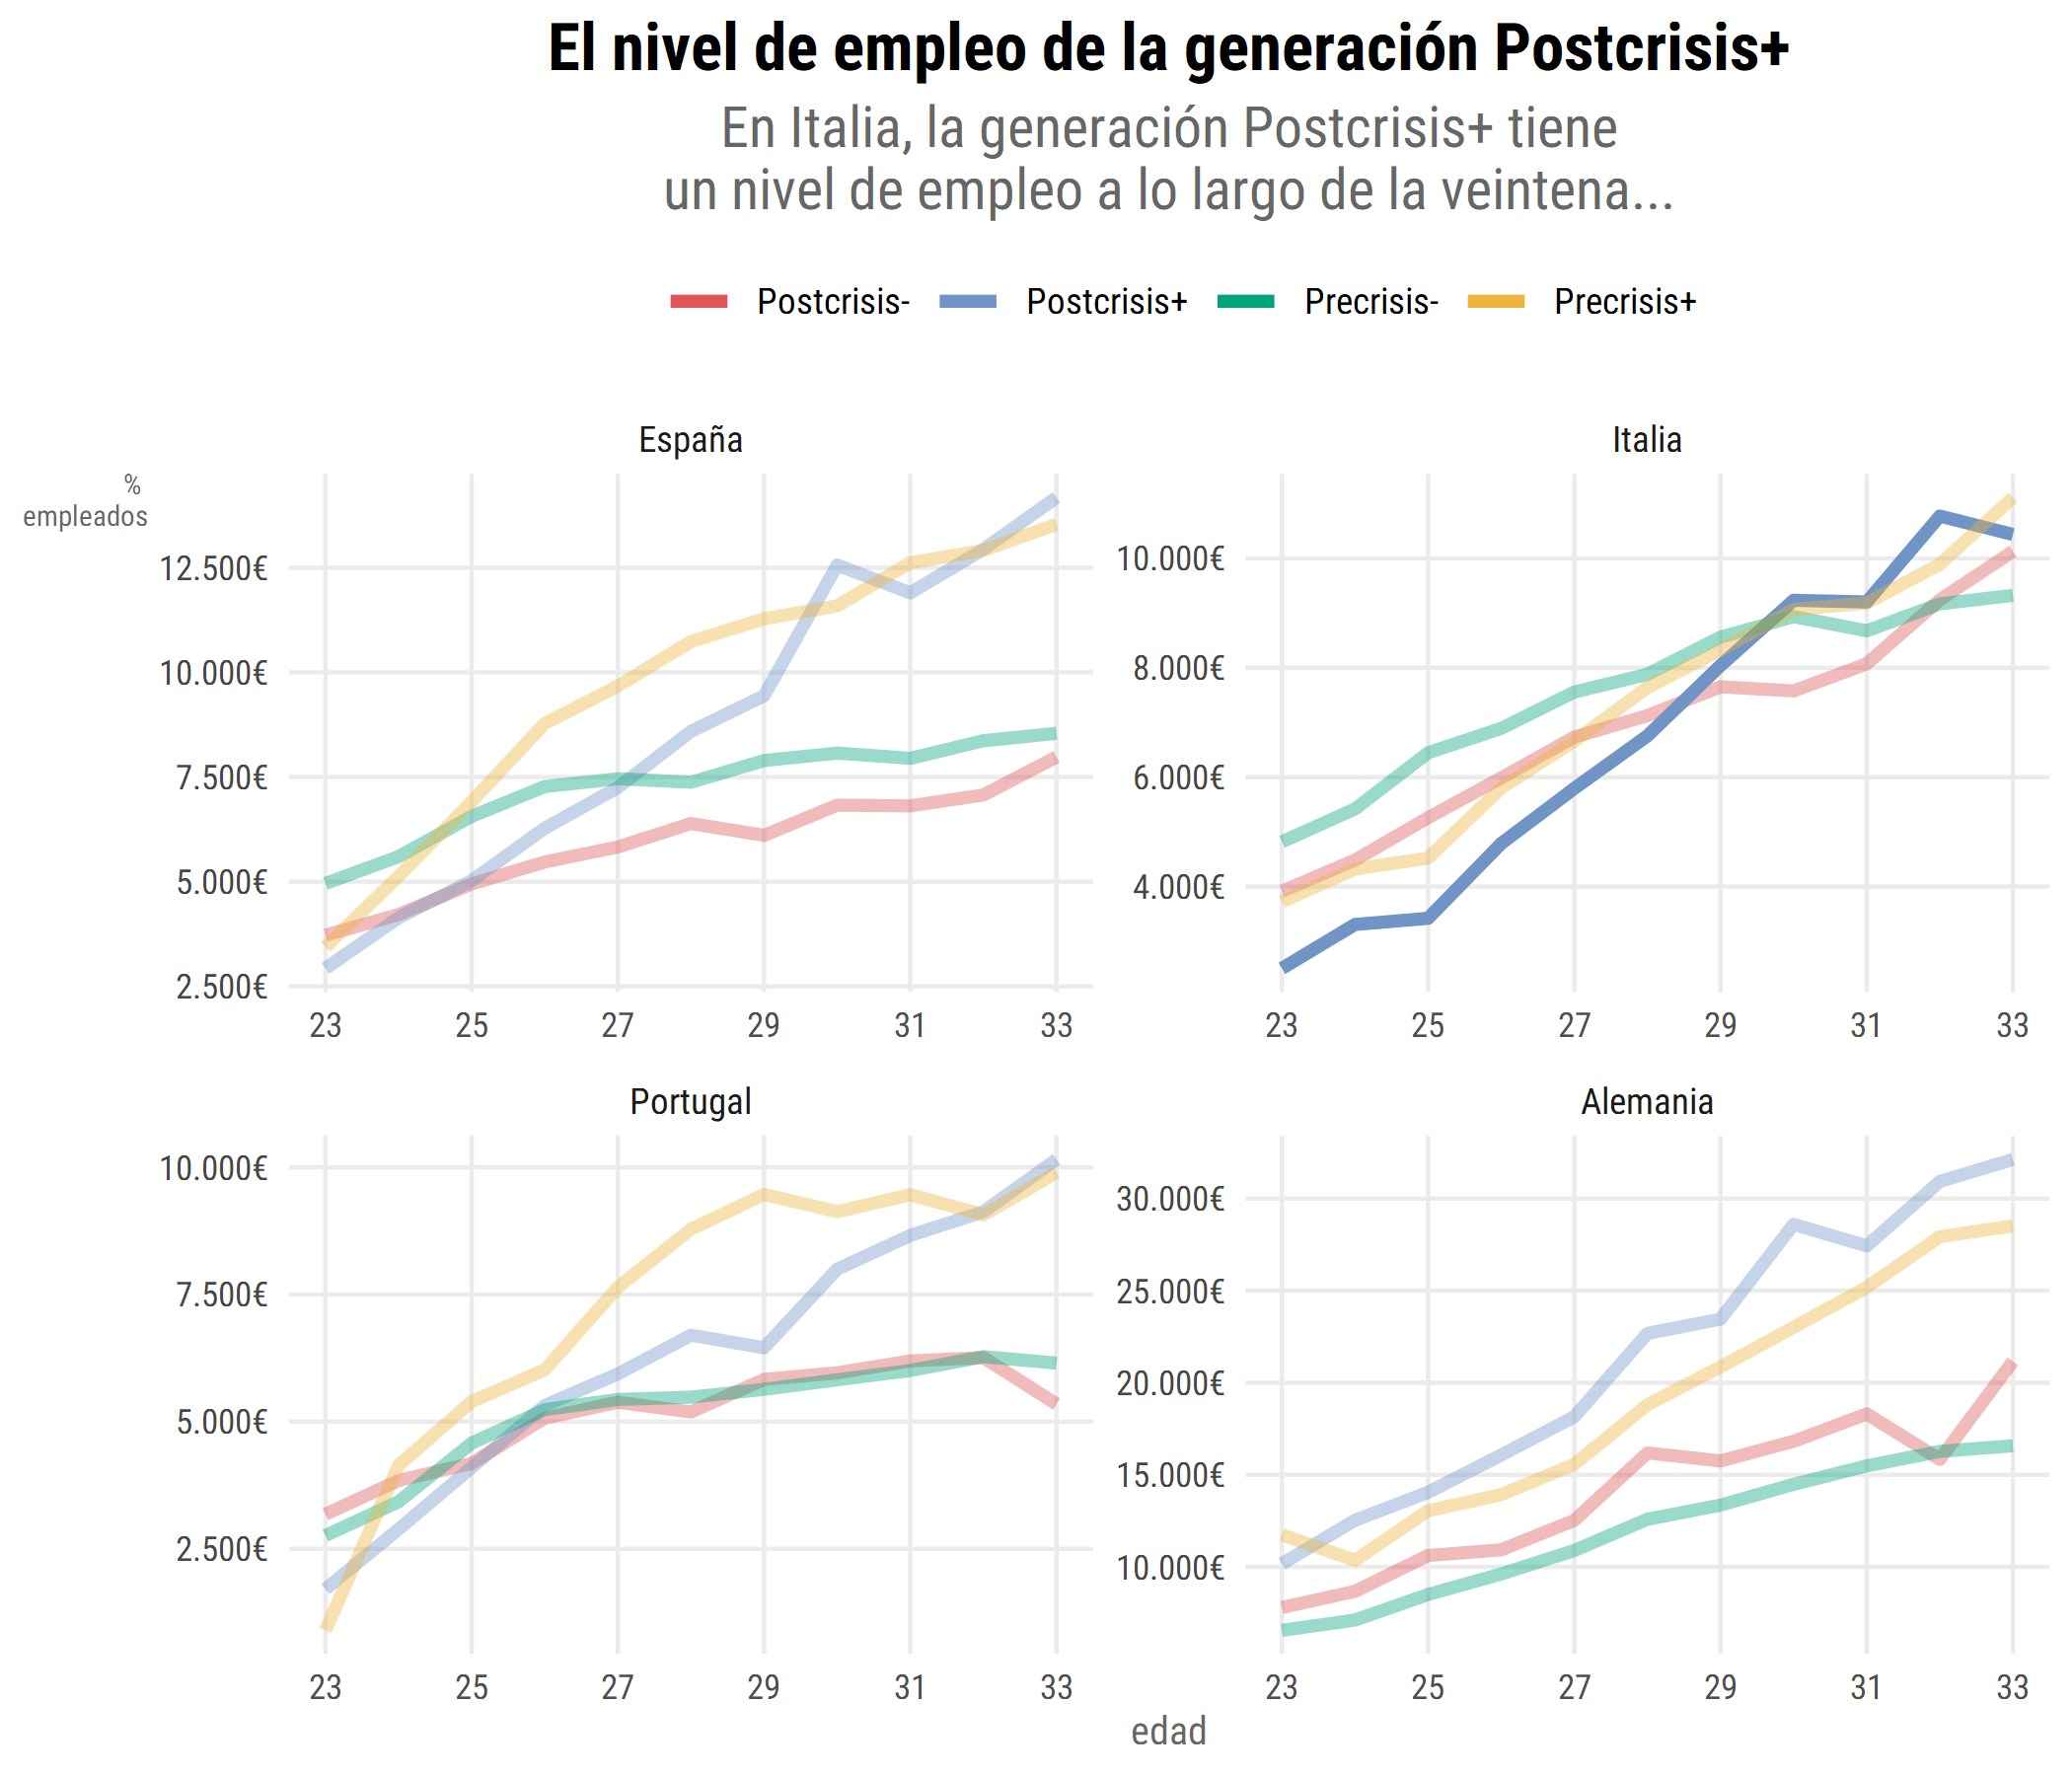 El nivel de empleo de la generación Postcrisis+
En Italia, la generación Postcrisis+ tiene
un nivel de empleo a lo largo de la veintena...
Postcrisis- Postcrisis+ Precrisis- Precrisis+
España
%
empleados
12.500€
10.000€
7.500€
5.000€
2.500€
23 25 27 29 31 33
Italia
10.000€
8.000€
6.000€
4.000€
23 25 27 29 31 33
Portugal
10.000€
7.500€
5.000€
2.500€
23 25 27 29 31 33
Alemania
30.000€
25.000€
20.000€
15.000€
10.000€
23 25 27 29 31 33
edad